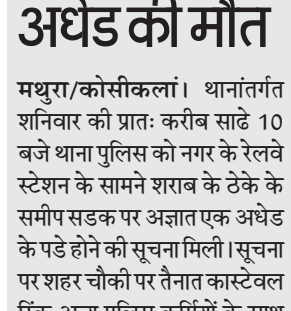 अधेड की मौत
मथुरा/कोसीकलां। थानांतर्गत
शनिवार की प्रातः करीब साढे 10
बजे थाना पुलिस को नगर के रेलवे
स्टेशन के सामने शराब के ठेके के
समीप सडक पर अज्ञात एक अधेड
के पडे होने की सूचना मिली। सूचना
पर शहर चौकी पर तैनात कास्टेवल